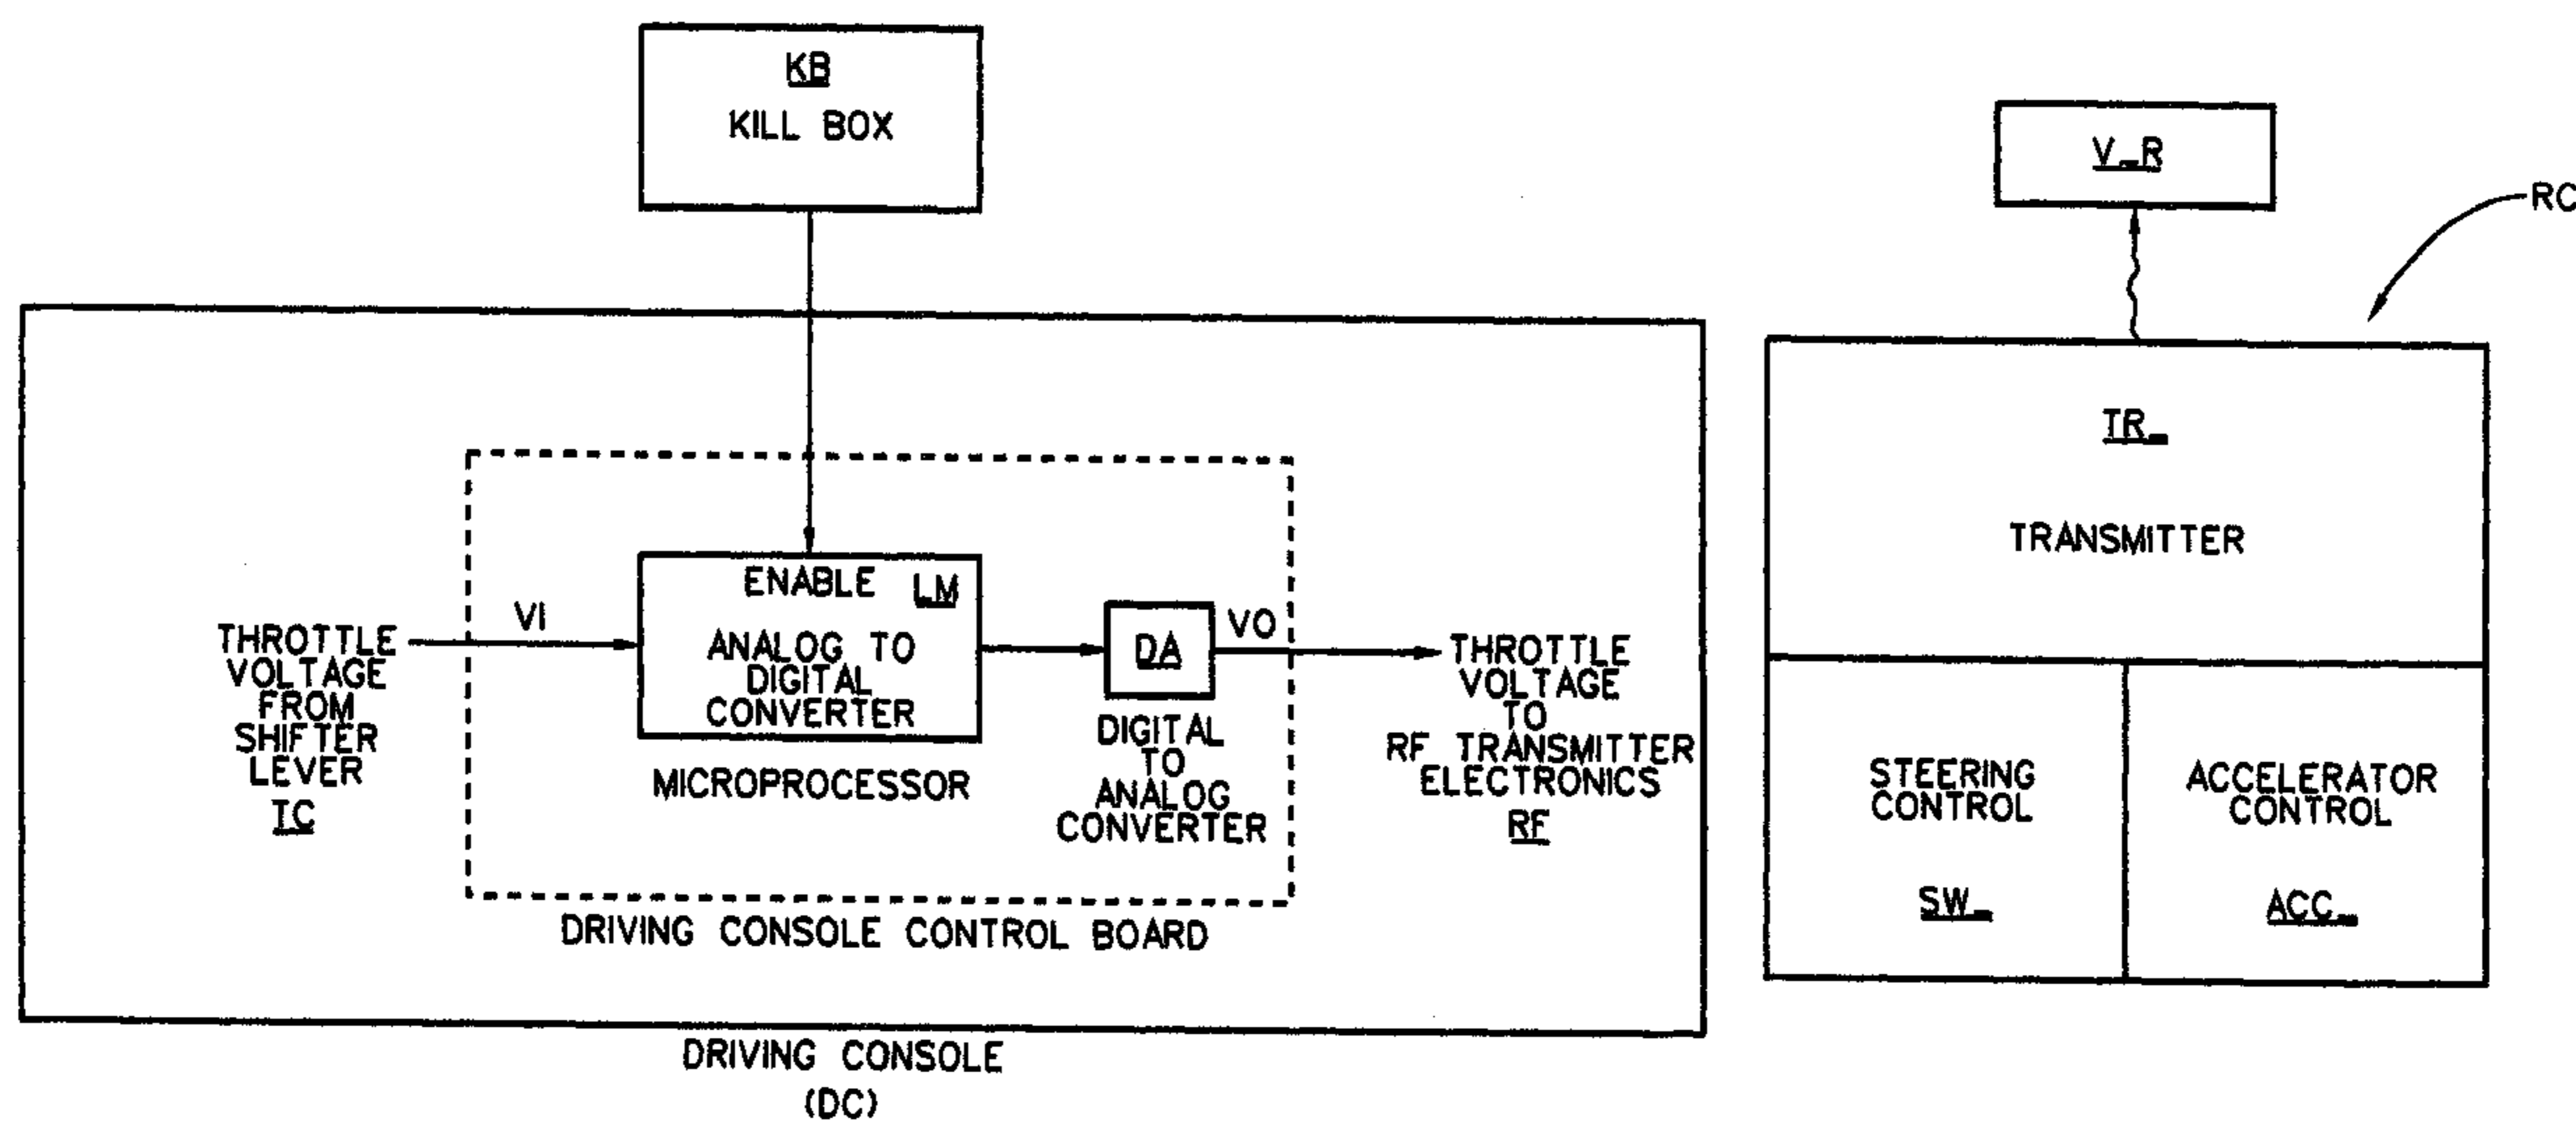 KB
KILL BOX
V_R
RC
TR_
TRANSMITTER
ENABLE LM
ANALOG TO
DIGITAL
CONVERTER
MICROPROCESSOR
VI
THROTTLE
VOLTAGE
FROM
SHIFTER
LEVER
TC
DA
DIGITAL
TO
ANALOG
CONVERTER
VO
THROTTLE
VOLTAGE
TO
RF TRANSMITTER
ELECTRONICS
RF
STEERING
CONTROL
SW_
ACCELERATOR
CONTROL
ACC_
DRIVING CONSOLE CONTROL BOARD
DRIVING CONSOLE
(DC)